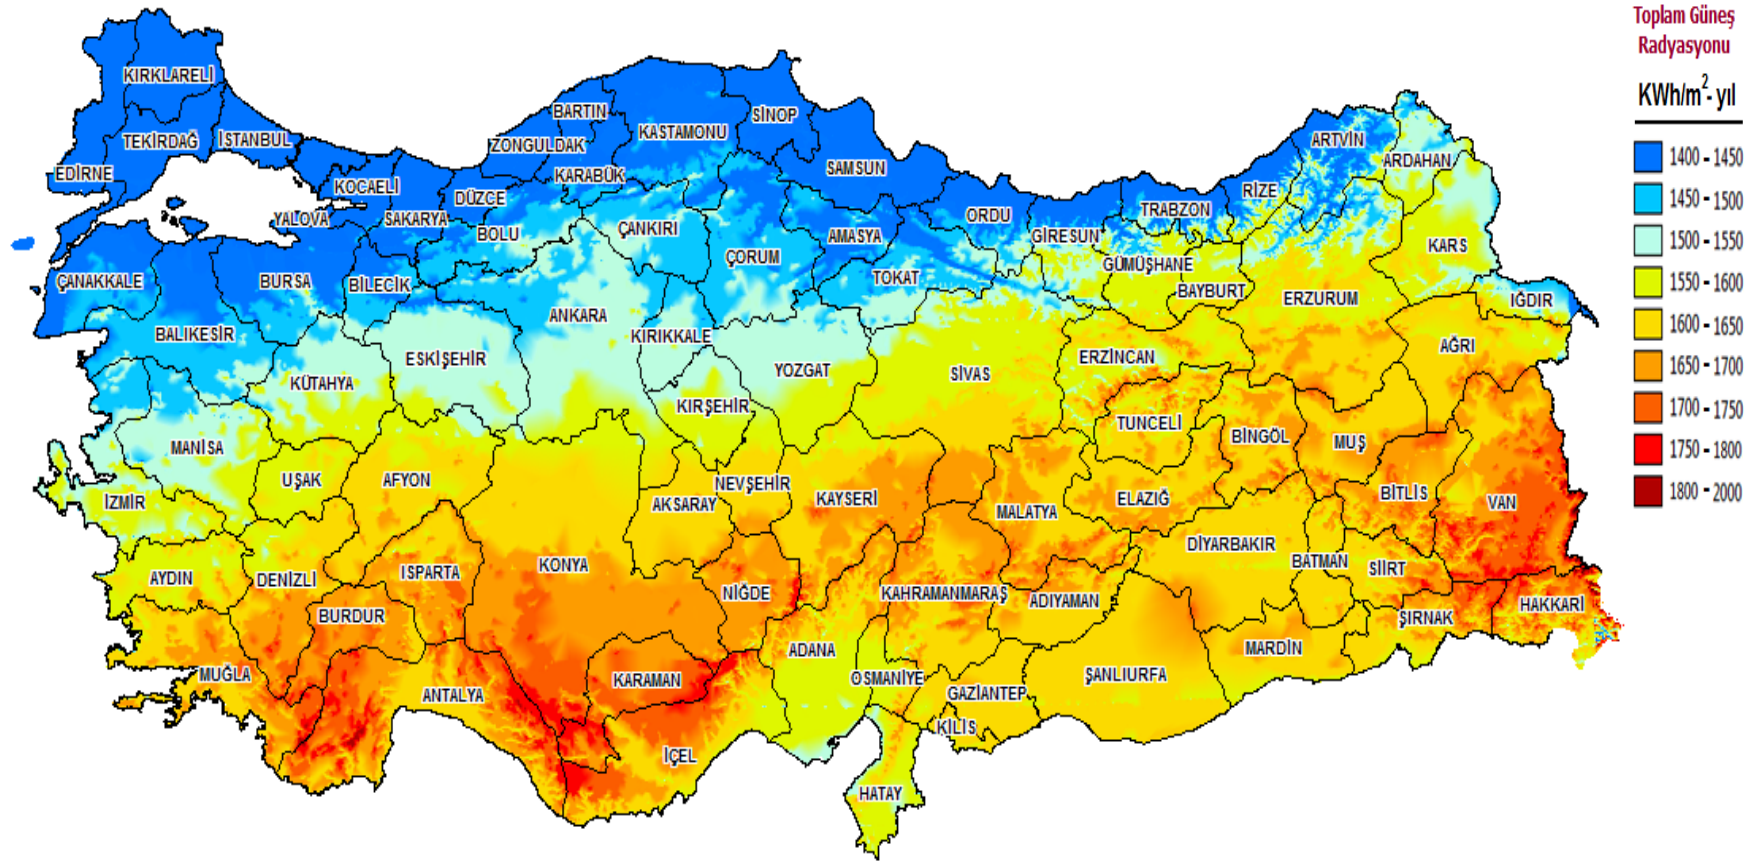 Toplam Güneş
Radyasyonu
KWh/m²- yıl
1400 - 1450
1450 - 1500
1500 - 1550
1550 - 1600
1600 - 1650
1650 - 1700
1700 - 1750
1750 - 1800
1800 - 2000
KIRKLARELİ
TEKİRDAĞ
İSTANBUL
EDİRNE
KOCAELİ
YALOVA
SAKARYA
DÜZCE
BOLU
ZONGULDAK
BARTIN
KARABÜK
KASTAMONU
SİNOP
SAMSUN
ÇANKIRI
ÇORUM
AMASYA
TOKAT
ORDU
GİRESUN
TRABZON
GÜMÜŞHANE
BAYBURT
RİZE
ARTVİN
ARDAHAN
KARS
IĞDIR
AĞRI
ERZURUM
ERZİNCAN
ÇANAKKALE
BALIKESİR
BURSA
BİLECİK
KÜTAHYA
ESKİŞEHİR
ANKARA
KIRIKKALE
KIRŞEHİR
YOZGAT
SİVAS
TUNCELİ
BİNGÖL
MUŞ
BİTLİS
VAN
MANİSA
İZMİR
UŞAK
AFYON
AKSARAY
NEVŞEHİR
KAYSERİ
MALATYA
ELAZIĞ
DİYARBAKIR
BATMAN
SİİRT
ŞIRNAK
HAKKARİ
AYDIN
DENİZLİ
ISPARTA
BURDUR
KONYA
NİĞDE
KAHRAMANMARAŞ
ADIYAMAN
MARDİN
ŞANLIURFA
MUĞLA
ANTALYA
KARAMAN
İÇEL
ADANA
OSMANİYE
GAZİANTEP
KİLİS
HATAY